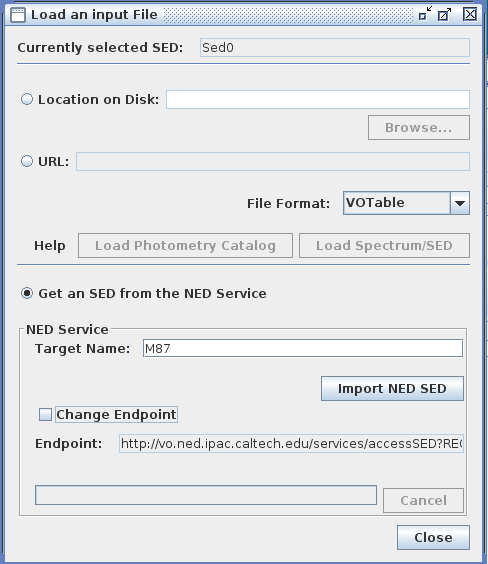 Load an input File
Currently selected SED: Sed0
Location on Disk:
Browse...
URL:
File Format: VOTable
Help Load Photometry Catalog Load Spectrum/SED
Get an SED from the NED Service
NED Service
Target Name: M87
Import NED SED
Change Endpoint
Endpoint: http://vo.ned.ipac.caltech.edu/services/accessSED?REQ
Cancel
Close